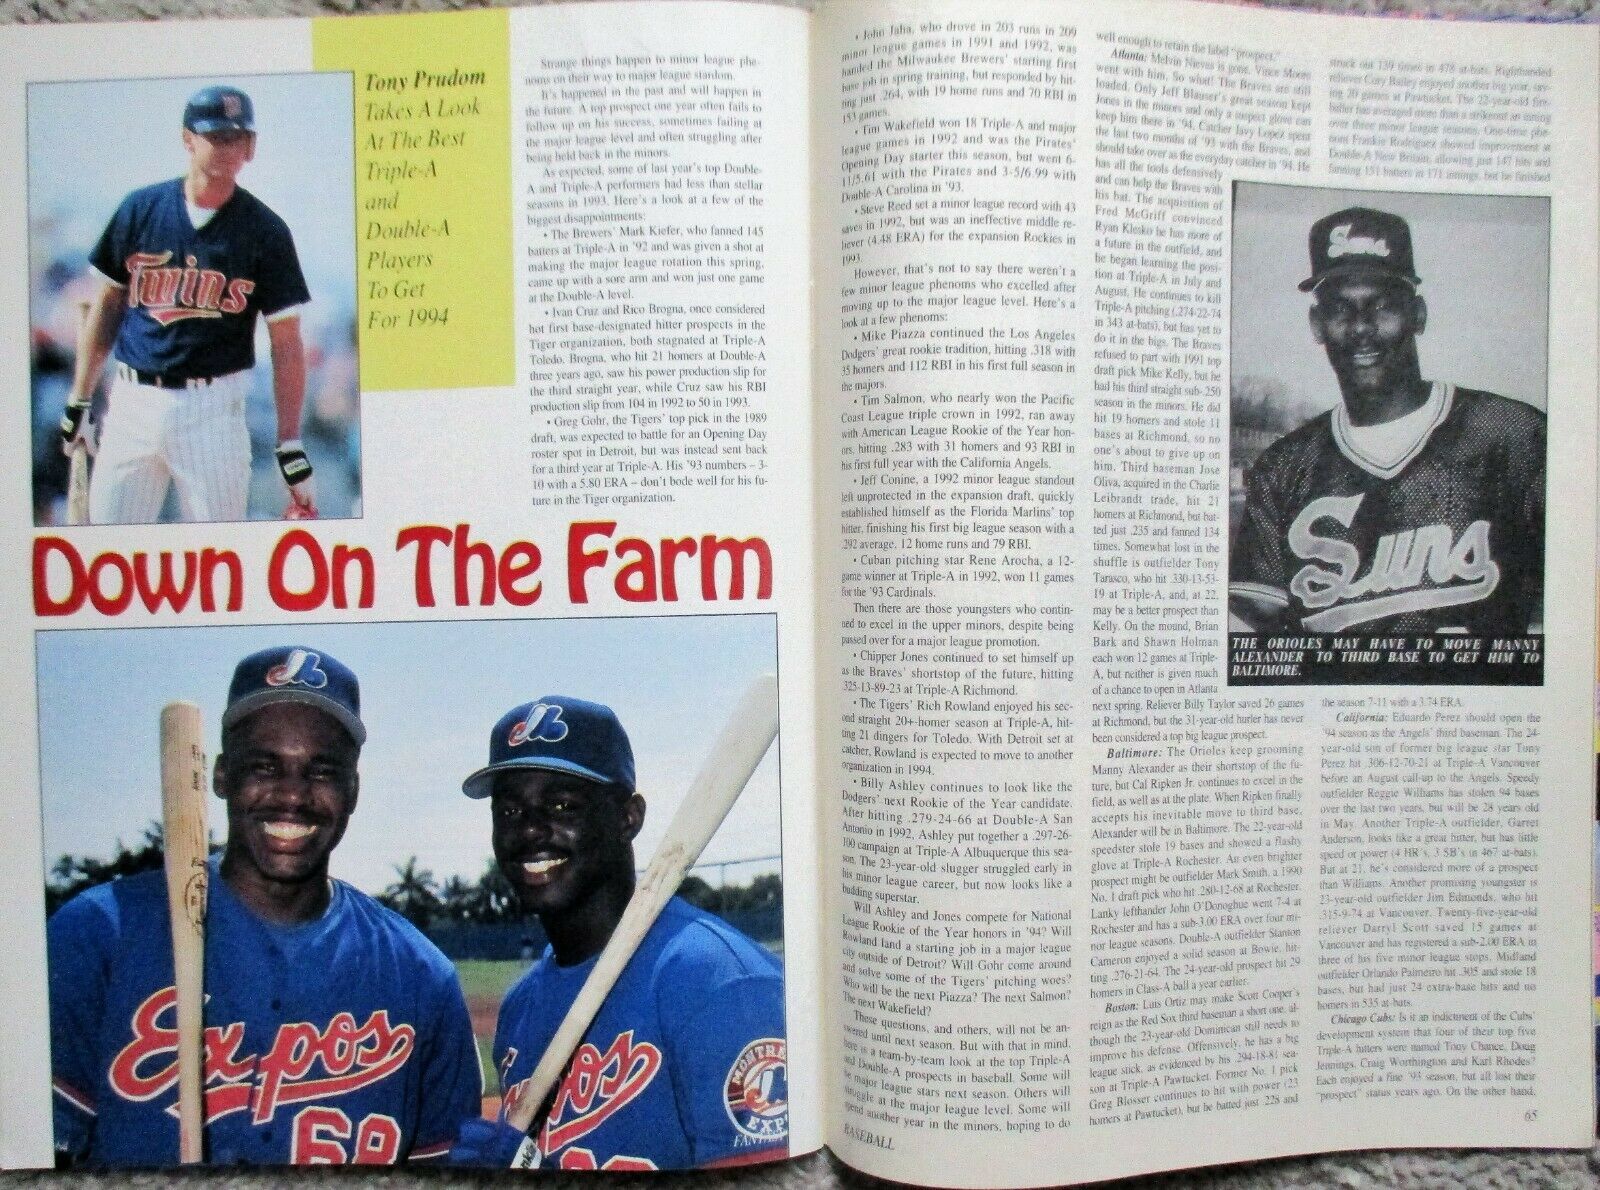 Tony Prudom
Takes A Look
At The Best
Triple-A
and
Double-A
Players
To Get
For 1994
Twins
Strange things happen to minor league phe-
noms on their way to major league stardom.
It's happened in the past and will happen in
the future. A top prospect one year often fails to
follow up on his success, sometimes failing at
the major league level and often struggling after
being held back in the minors.
As expected, some of last year's top Double-
A and Triple-A performers had less than stellar
seasons in 1993. Here's a look at a few of the
biggest disappointments:
• The Brewers' Mark Kiefer, who fanned 145
batters at Triple-A in '92 and was given a shot at
making the major league rotation this spring,
came up with a sore arm and won just one game
at the Double-A level.
• Ivan Cruz and Rico Brogna, once considered
hot first base-designated hitter prospects in the
Tiger organization, both stagnated at Triple-A
Toledo. Brogna, who hit 21 homers at Double-A
three years ago, saw his power production slip for
the third straight year, while Cruz saw his RBI
production slip from 104 in 1992 to 50 in 1993.
• Greg Gohr, the Tigers' top pick in the 1989
draft, was expected to battle for an Opening Day
roster spot in Detroit, but was instead sent back
for a third year at Triple-A. His '93 numbers – 3-
10 with a 5.80 ERA – don't bode well for his fu-
ture in the Tiger organization.
Down On The Farm
Expos
68
Expos
MONTREAL
EXP
• John Jaha, who drove in 203 runs in 209
minor league games in 1991 and 1992, was
handed the Milwaukee Brewers' starting first
base job in spring training, but responded by hit-
ting just .264, with 19 home runs and 70 RBI in
153 games.
• Tim Wakefield won 18 Triple-A and major
league games in 1992 and was the Pirates'
Opening Day starter this season, but went 6-
11/5.61 with the Pirates and 3-5/6.99 with
Double-A Carolina in '93.
• Steve Reed set a minor league record with 43
saves in 1992, but was an ineffective middle re-
liever (4.48 ERA) for the expansion Rockies in
1993.
However, that's not to say there weren't a
few minor league phenoms who excelled after
moving up to the major league level. Here's a
look at a few phenoms:
• Mike Piazza continued the Los Angeles
Dodgers' great rookie tradition, hitting .318 with
35 homers and 112 RBI in his first full season in
the majors.
• Tim Salmon, who nearly won the Pacific
Coast League triple crown in 1992, ran away
with American League Rookie of the Year hon-
ors, hitting .283 with 31 homers and 93 RBI in
his first full year with the California Angels.
• Jeff Conine, a 1992 minor league standout
left unprotected in the expansion draft, quickly
established himself as the Florida Marlins' top
hitter, finishing his first big league season with a
.292 average, 12 home runs and 79 RBI.
• Cuban pitching star Rene Arocha, a 12-
game winner at Triple-A in 1992, won 11 games
for the '93 Cardinals.
Then there are those youngsters who contin-
ued to excel in the upper minors, despite being
passed over for a major league promotion.
• Chipper Jones continued to set himself up
as the Braves' shortstop of the future, hitting
.325-13-89-23 at Triple-A Richmond.
• The Tigers' Rich Rowland enjoyed his sec-
ond straight 20+-homer season at Triple-A, hit-
ting 21 dingers for Toledo. With Detroit set at
catcher, Rowland is expected to move to another
organization in 1994.
• Billy Ashley continues to look like the
Dodgers' next Rookie of the Year candidate.
After hitting .279-24-66 at Double-A San
Antonio in 1992, Ashley put together a .297-26-
100 campaign at Triple-A Albuquerque this sea-
son. The 23-year-old slugger struggled early in
his minor league career, but now looks like a
budding superstar.
Will Ashley and Jones compete for National
League Rookie of the Year honors in '94? Will
Rowland land a starting job in a major league
city outside of Detroit? Will Gohr come around
and solve some of the Tigers' pitching woes?
Who will be the next Piazza? The next Salmon?
The next Wakefield?
These questions, and others, will not be an-
swered until next season. But with that in mind,
here is a team-by-team look at the top Triple-A
and Double-A prospects in baseball. Some will
be major league stars next season. Others will
struggle at the major league level. Some will
spend another year in the minors, hoping to do
BASEBALL
well enough to retain the label "prospect."
Atlanta: Melvin Nieves is gone. Vince Moore
went with him. So what! The Braves are still
loaded. Only Jeff Blauser's great season kept
Jones in the minors and only a suspect glove can
keep him there in '94. Catcher Javy Lopez spent
the last two months of '93 with the Braves, and
should take over as the everyday catcher in '94. He
has all the tools defensively
and can help the Braves with
his bat. The acquisition of
Fred McGriff convinced
Ryan Klesko he has more of
a future in the outfield, and
he began learning the posi-
tion at Triple-A in July and
August. He continues to kill
Triple-A pitching (.274-22-74
in 343 at-bats), but has yet to
do it in the bigs. The Braves
refused to part with 1991 top
draft pick Mike Kelly, but he
had his third straight sub-.250
season in the minors. He did
hit 19 homers and stole 11
bases at Richmond, so no
one's about to give up on
him. Third baseman Jose
Oliva, acquired in the Charlie
Leibrandt trade, hit 21
homers at Richmond, but bat-
ted just .235 and fanned 134
times. Somewhat lost in the
shuffle is outfielder Tony
Tarasco, who hit .330-13-53-
19 at Triple-A, and, at 22,
may be a better prospect than
Kelly. On the mound, Brian
Bark and Shawn Holman
each won 12 games at Triple-
A, but neither is given much
of a chance to open in Atlanta
next spring. Reliever Billy Taylor saved 26 games
at Richmond, but the 31-year-old hurler has never
been considered a top big league prospect.
Baltimore: The Orioles keep grooming
Manny Alexander as their shortstop of the fu-
ture, but Cal Ripken Jr. continues to excel in the
field, as well as at the plate. When Ripken finally
accepts his inevitable move to third base,
Alexander will be in Baltimore. The 22-year-old
speedster stole 19 bases and showed a flashy
glove at Triple-A Rochester. An even brighter
prospect might be outfielder Mark Smith, a 1990
No. 1 draft pick who hit .280-12-68 at Rochester.
Lanky lefthander John O'Donoghue went 7-4 at
Rochester and has a sub-3.00 ERA over four mi-
nor league seasons. Double-A outfielder Stanton
Cameron enjoyed a solid season at Bowie, hit-
ting .276-21-64. The 24-year-old prospect hit 29
homers in Class-A ball a year earlier.
Boston: Luis Ortiz may make Scott Cooper's
reign as the Red Sox third baseman a short one, al-
though the 23-year-old Dominican still needs to
improve his defense. Offensively, he has a big
league stick, as evidenced by his .294-18-81 sea-
son at Triple-A Pawtucket. Former No. 1 pick
Greg Blosser continues to hit with power (23
homers at Pawtucket), but he batted just .228 and
struck out 139 times in 478 at-bats. Righthanded
reliever Cory Bailey enjoyed another big year, sav-
ing 20 games at Pawtucket. The 22-year-old fire-
baller has averaged more than a strikeout an inning
over three minor league seasons. One-time phe-
nom Frankie Rodriguez showed improvement at
Double-A New Britain, allowing just 147 hits and
fanning 151 batters in 171 innings, but he finished
Suns
Suns
THE ORIOLES MAY HAVE TO MOVE MANNY
ALEXANDER TO THIRD BASE TO GET HIM TO
BALTIMORE.
the season 7-11 with a 3.74 ERA.
California: Eduardo Perez should open the
'94 season as the Angels' third baseman. The 24-
year-old son of former big league star Tony
Perez hit .306-12-70-21 at Triple-A Vancouver
before an August call-up to the Angels. Speedy
outfielder Reggie Williams has stolen 94 bases
over the last two years, but will be 28 years old
in May. Another Triple-A outfielder, Garret
Anderson, looks like a great hitter, but has little
speed or power (4 HR's, 3 SB's in 467 at-bats).
But at 21, he's considered more of a prospect
than Williams. Another promising youngster is
23-year-old outfielder Jim Edmonds, who hit
.315-9-74 at Vancouver. Twenty-five-year-old
reliever Darryl Scott saved 15 games at
Vancouver and has registered a sub-2.00 ERA in
three of his five minor league stops. Midland
outfielder Orlando Palmeiro hit .305 and stole 18
bases, but had just 24 extra-base hits and no
homers in 535 at-bats.
Chicago Cubs: Is it an indictment of the Cubs'
development system that four of their top five
Triple-A hitters were named Tony Chance, Doug
Jennings, Craig Worthington and Karl Rhodes?
Each enjoyed a fine '93 season, but all lost their
"prospect" status years ago. On the other hand,
65